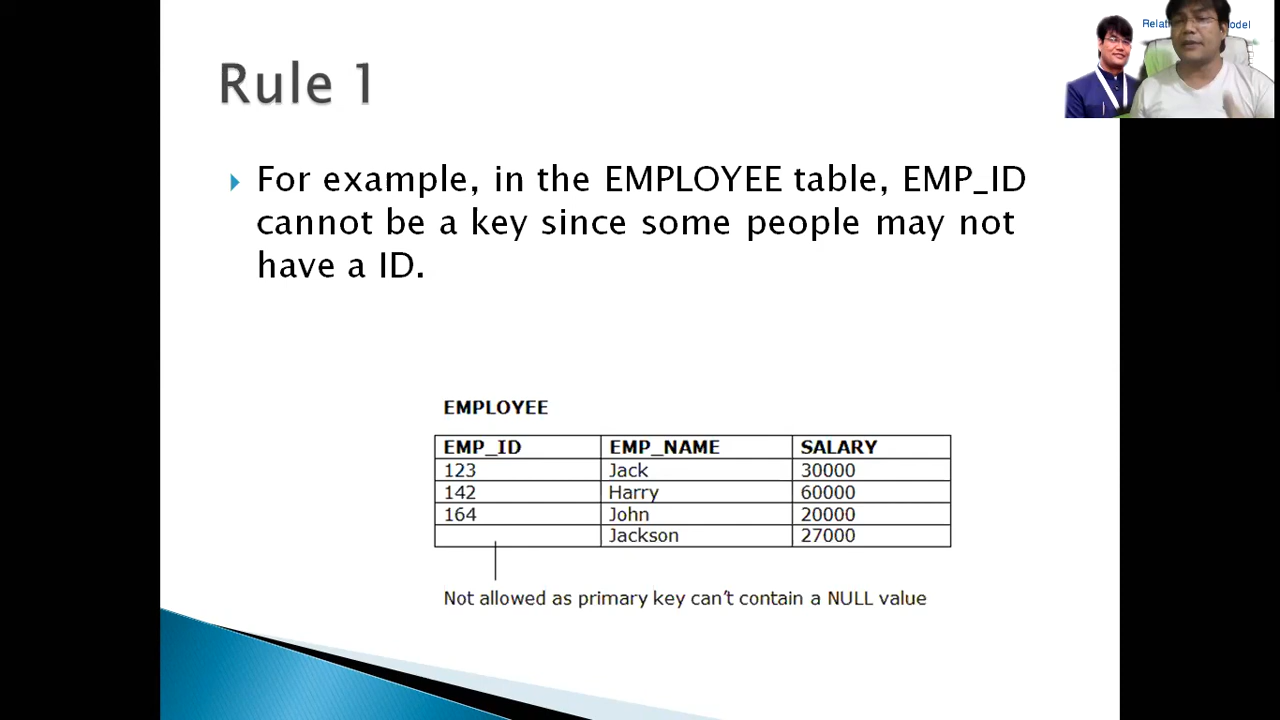 Rule 1
For example, in the EMPLOYEE table, EMP_ID
cannot be a key since some people may not
have a ID.
EMPLOYEE
EMP_ID EMP_NAME SALARY
123 Jack 30000
142 Harry 60000
164 John 20000
Jackson 27000
Not allowed as primary key can't contain a NULL value